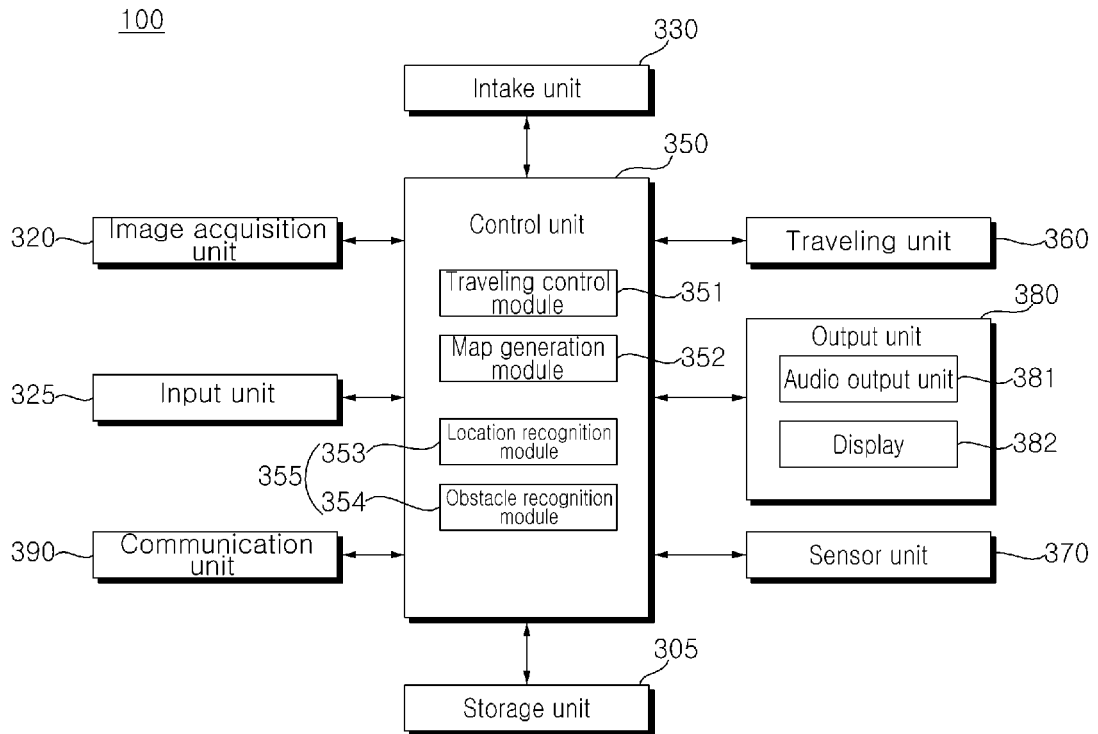 100
330
Intake unit
350
Control unit
320
Image acquisition
unit
Traveling unit
360
Traveling control
module
351
380
Output unit
Map generation
module
352
Audio output unit
381
325
Input unit
Location recognition
module
353
Display
382
355
354
Obstacle recognition
module
390
Communication
unit
Sensor unit
370
305
Storage unit